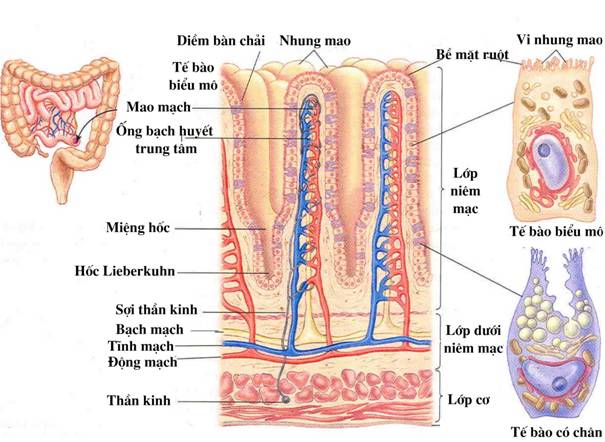 Diềm bàn chải
Nhung mao
Bề mặt ruột
Vi nhung mao
Tế bào
biểu mô
Mao mạch
Ống bạch huyết
trung tâm
Lớp
niêm
mạc
Miệng hốc
Tế bào biểu mô
Hốc Lieberkuhn
Sợi thần kinh
Bạch mạch
Tĩnh mạch
Động mạch
Lớp dưới
niêm mạc
Thần kinh
Lớp cơ
Tế bào có chân